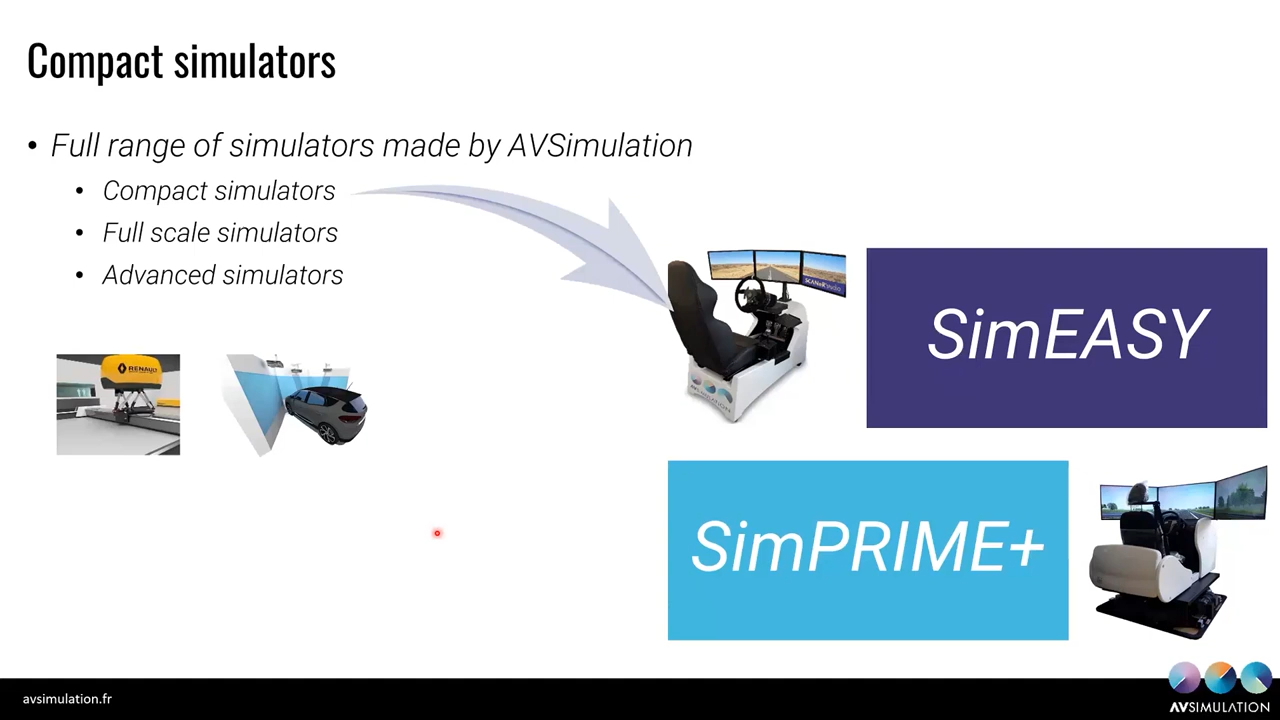 Compact simulators
• Full range of simulators made by AVSimulation
• Compact simulators
• Full scale simulators
• Advanced simulators
RENAULT
SimEASY
SimPRIME+
avsimulation.fr
AVSIMULATION